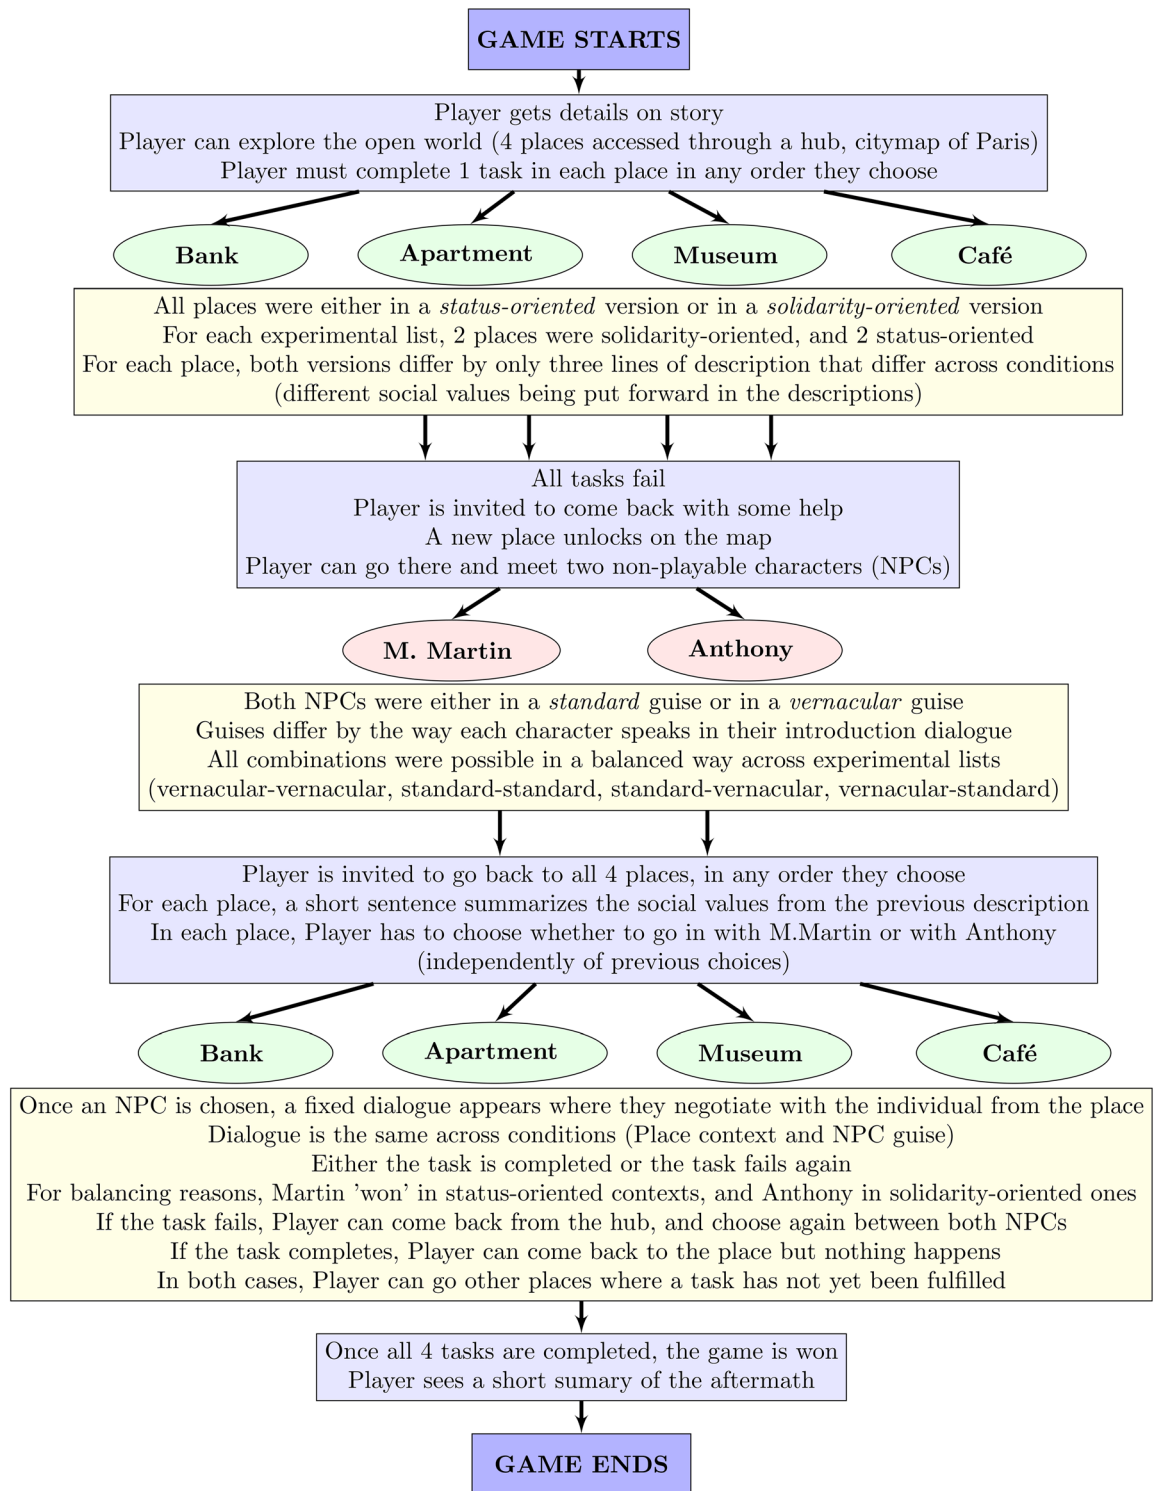 GAME STARTS
Player gets details on story
Player can explore the open world (4 places accessed through a hub, citymap of Paris)
Player must complete 1 task in each place in any order they choose
Bank
Apartment
Museum
Café
All places were either in a status-oriented version or in a solidarity-oriented version
For each experimental list, 2 places were solidarity-oriented, and 2 status-oriented
For each place, both versions differ by only three lines of description that differ across conditions
(different social values being put forward in the descriptions)
All tasks fail
Player is invited to come back with some help
A new place unlocks on the map
Player can go there and meet two non-playable characters (NPCs)
M. Martin
Anthony
Both NPCs were either in a standard guise or in a vernacular guise
Guises differ by the way each character speaks in their introduction dialogue
All combinations were possible in a balanced way across experimental lists
(vernacular-vernacular, standard-standard, standard-vernacular, vernacular-standard)
Player is invited to go back to all 4 places, in any order they choose
For each place, a short sentence summarizes the social values from the previous description
In each place, Player has to choose whether to go in with M.Martin or with Anthony
(independently of previous choices)
Bank
Apartment
Museum
Café
Once an NPC is chosen, a fixed dialogue appears where they negotiate with the individual from the place
Dialogue is the same across conditions (Place context and NPC guise)
Either the task is completed or the task fails again
For balancing reasons, Martin 'won' in status-oriented contexts, and Anthony in solidarity-oriented ones
If the task fails, Player can come back from the hub, and choose again between both NPCs
If the task completes, Player can come back to the place but nothing happens
In both cases, Player can go other places where a task has not yet been fulfilled
Once all 4 tasks are completed, the game is won
Player sees a short sumary of the aftermath
GAME ENDS